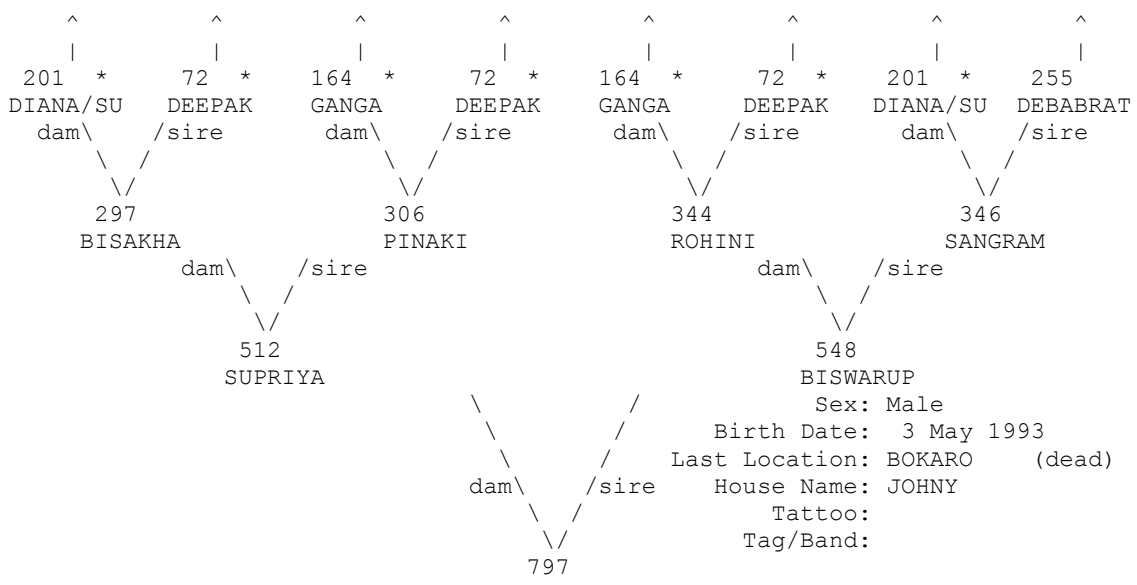 ^ ^ ^ ^ ^ ^ ^ ^
| | | | | | | |
201 * 72 * 164 * 72 * 164 * 72 * 201 * 255
DIANA/SU DEEPAK GANGA DEEPAK GANGA DEEPAK DIANA/SU DEBABRAT
dam\ /sire dam\ /sire dam\ /sire dam\ /sire
\ / \ / \ / \ /
\/ \/ \/ \/
297 306 344 346
BISAKHA PINAKI ROHINI SANGRAM
dam\ /sire dam\ /sire
\ / \ /
\/ \/
512 548
SUPRIYA BISWARUP
\ / Sex: Male
\ / Birth Date: 3 May 1993
\ / Last Location: BOKARO (dead)
dam\ /sire House Name: JOHNY
\ / Tattoo:
\/ Tag/Band:
797